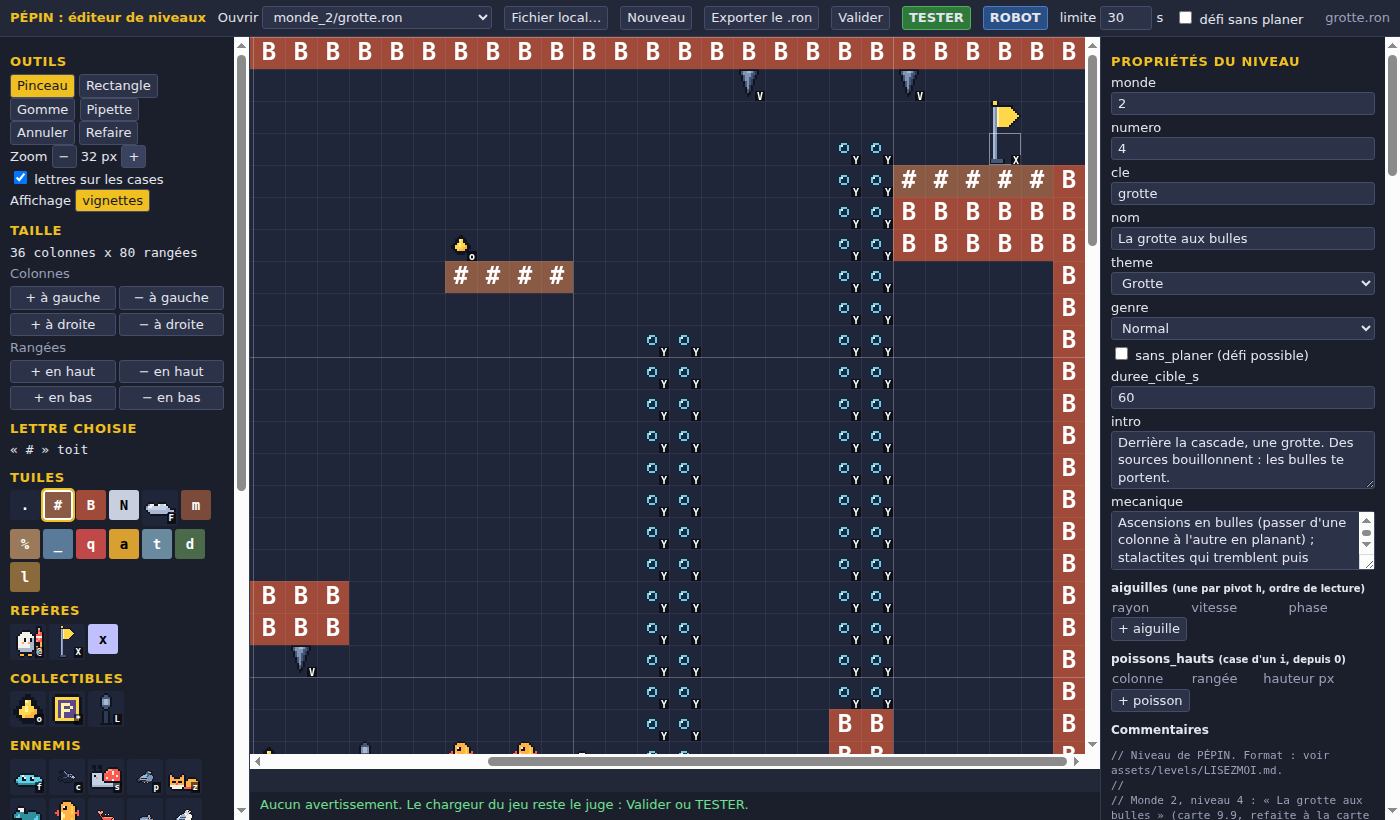 PÉPIN : éditeur de niveaux Ouvrir monde_2/grotte.ron Fichier local... Nouveau Exporter le .ron Valider TESTER ROBOT limite 30 s défi sans planer grotte.ron
OUTILS
Pinceau Rectangle
Gomme Pipette
Annuler Refaire
Zoom − 32 px +
lettres sur les cases
Affichage vignettes
TAILLE
36 colonnes x 80 rangées
Colonnes
+ à gauche − à gauche
+ à droite − à droite
Rangées
+ en haut − en haut
+ en bas − en bas
LETTRE CHOISIE
« # » toit
TUILES
. # B N F m
% _ q a t d
l
REPÈRES
@ X x
COLLECTIBLES
o * L
ENNEMIS
f c s p z
B B B B B B B B B B B B B B B B B B B B B B B B B B
V V
X
Y Y
Y Y # # # # # B
Y Y B B B B B B
o Y Y B B B B B B
# # # # Y Y B
Y Y B
Y Y Y Y B
Y Y Y Y B
Y Y Y Y B
Y Y Y Y B
Y Y Y Y B
Y Y Y Y B
Y Y Y Y B
Y Y Y Y B
B B B Y Y Y Y B
B B B Y Y Y Y B
V Y Y Y Y B
Y Y Y Y B
Y Y B B B
Aucun avertissement. Le chargeur du jeu reste le juge : Valider ou TESTER.
PROPRIÉTÉS DU NIVEAU
monde
2
numero
4
cle
grotte
nom
La grotte aux bulles
theme
Grotte
genre
Normal
sans_planer (défi possible)
duree_cible_s
60
intro
Derrière la cascade, une grotte. Des
sources bouillonnent : les bulles te
portent.
mecanique
Ascensions en bulles (passer d'une
colonne à l'autre en planant) ;
stalactites qui tremblent puis
aiguilles (une par pivot h, ordre de lecture)
rayon vitesse phase
+ aiguille
poissons_hauts (case d'un i, depuis 0)
colonne rangée hauteur px
+ poisson
Commentaires
// Niveau de PÉPIN. Format : voir
assets/levels/LISEZMOI.md.
//
// Monde 2, niveau 4 : « La grotte aux
bulles » (carte 9.9, refaite à la carte